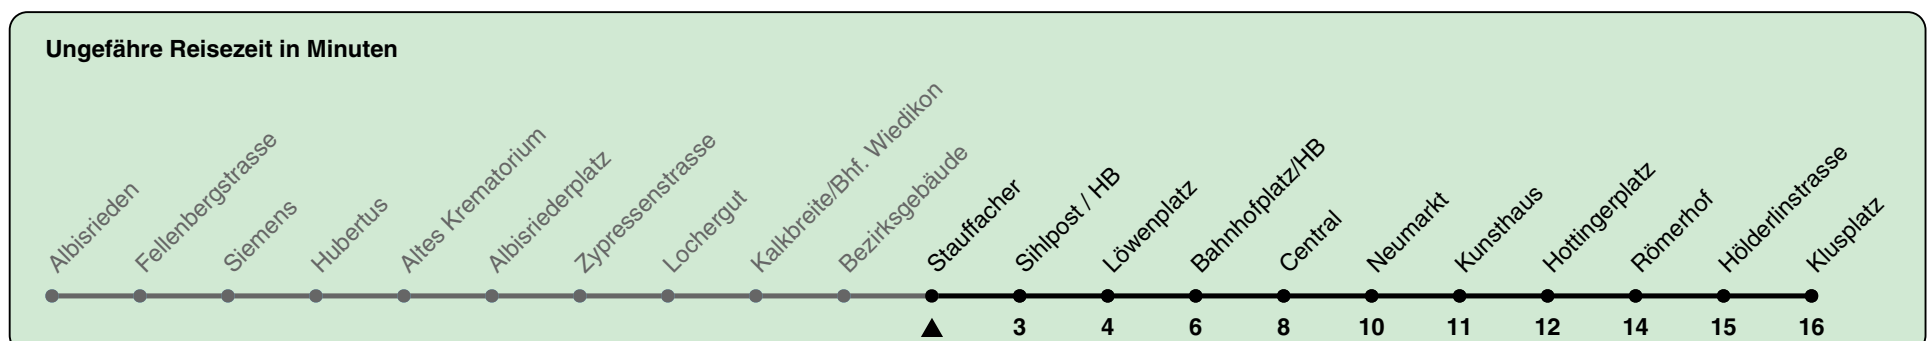 Ungefähre Reisezeit in Minuten
Albisrieden
Fellenbergstrasse
Siemens
Hubertus
Altes Krematorium
Albisriederplatz
Zypressenstrasse
Lochergut
Kalkbreite/Bhf. Wiedikon
Bezirksgebäude
Stauffacher
Sihlpost / HB
Löwenplatz
Bahnhofplatz/HB
Central
Neumarkt
Kunsthaus
Hottingerplatz
Römerhof
Hölderlinstrasse
Klusplatz
3 4 6 8 10 11 12 14 15 16